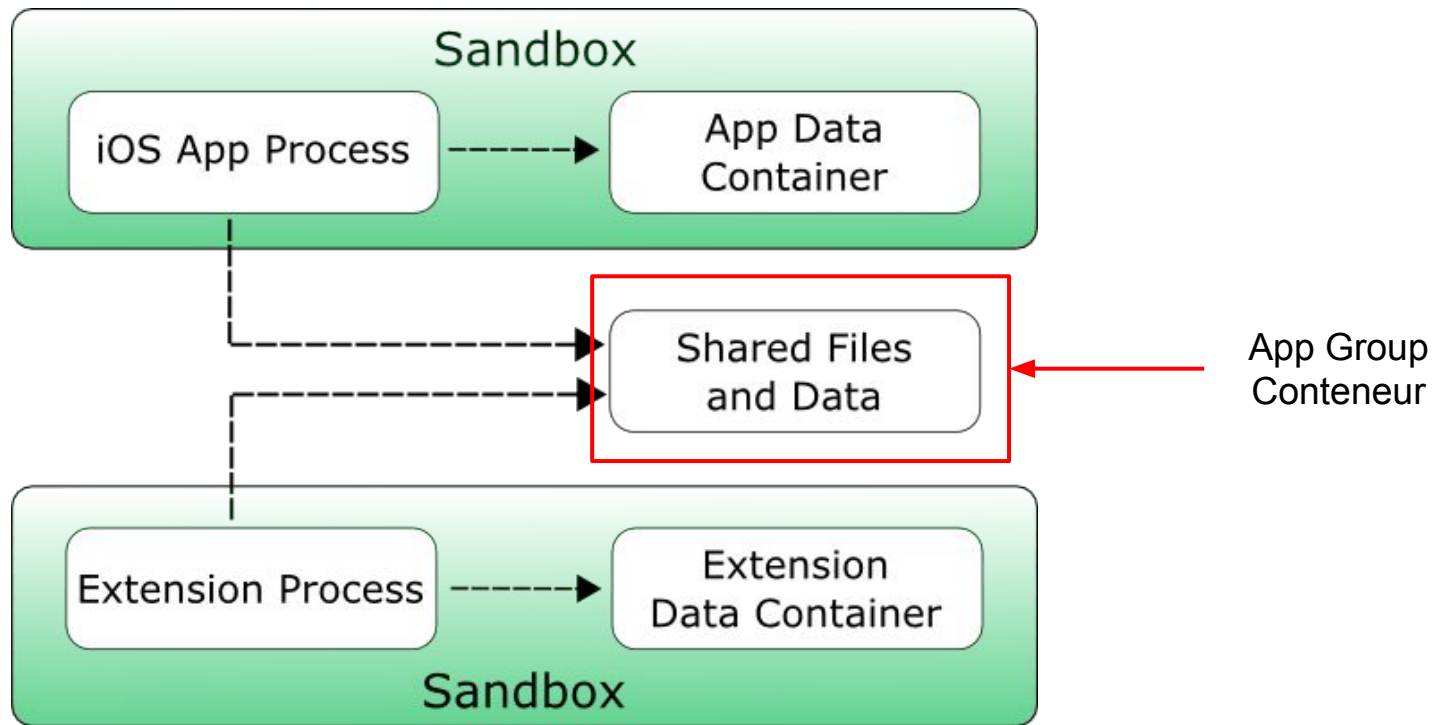 Sandbox
iOS App Process
App Data
Container
Shared Files
and Data
App Group
Conteneur
Extension Process
Extension
Data Container
Sandbox